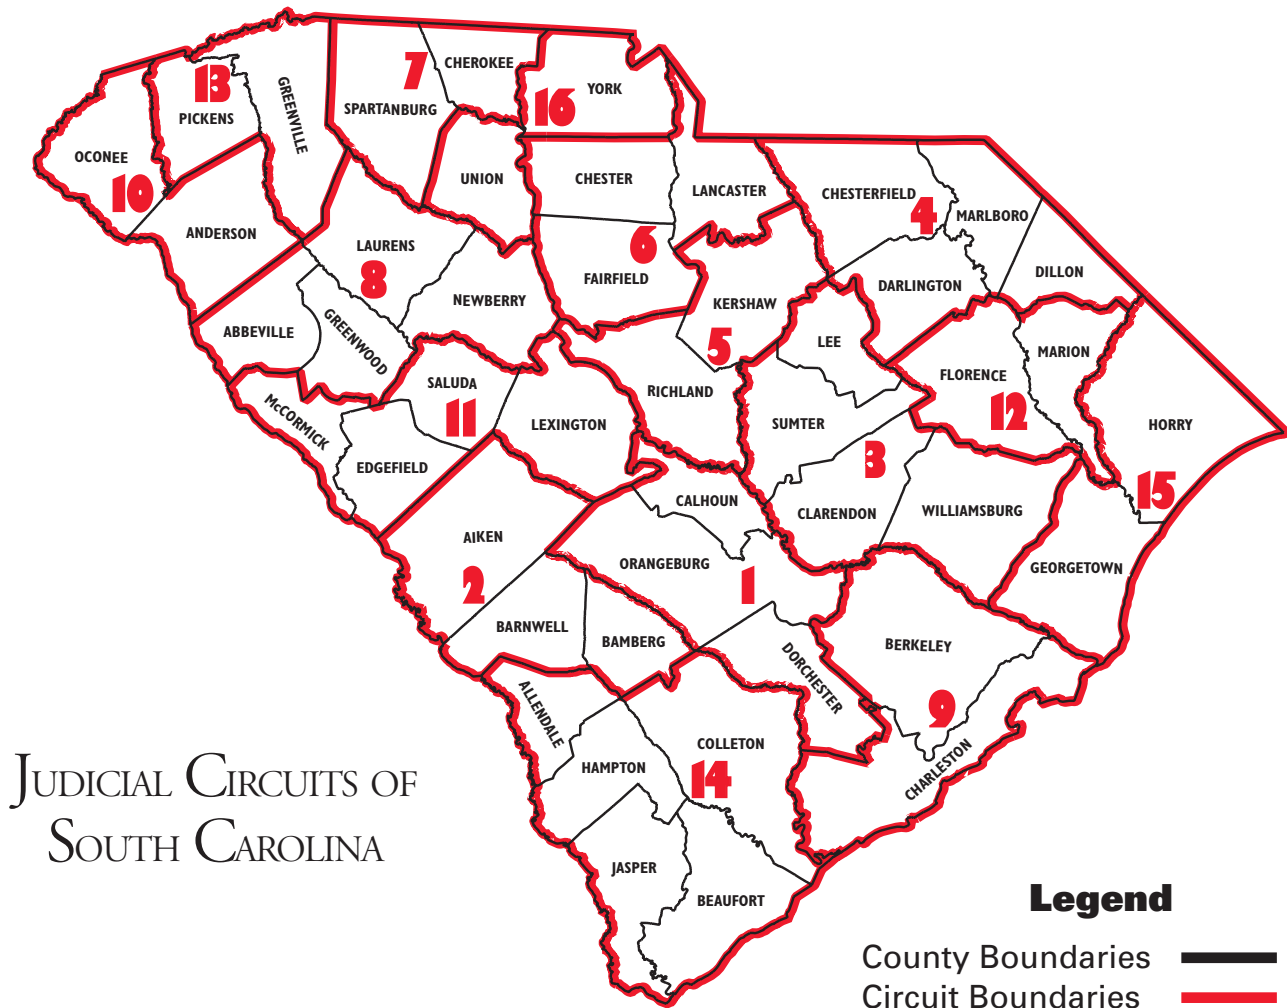 7
CHEROKEE
13
GREENVILLE
SPARTANBURG
16
YORK
PICKENS
OCONEE
10
UNION
CHESTER
LANCASTER
CHESTERFIELD
4
MARLBORO
ANDERSON
LAURENS
8
6
FAIRFIELD
DILLON
NEWBERRY
KERSHAW
5
DARLINGTON
ABBEVILLE
GREENWOOD
LEE
MARION
SALUDA
11
RICHLAND
FLORENCE
12
McCORMICK
LEXINGTON
SUMTER
HORRY
EDGEFIELD
3
15
CALHOUN
CLARENDON
WILLIAMSBURG
AIKEN
2
ORANGEBURG
1
GEORGETOWN
BARNWELL
BAMBERG
BERKELEY
DORCHESTER
ALLENDALE
9
COLLETON
14
HAMPTON
CHARLESTON
JASPER
BEAUFORT
JUDICIAL CIRCUITS OF
SOUTH CAROLINA
Legend
County Boundaries
Circuit Boundaries